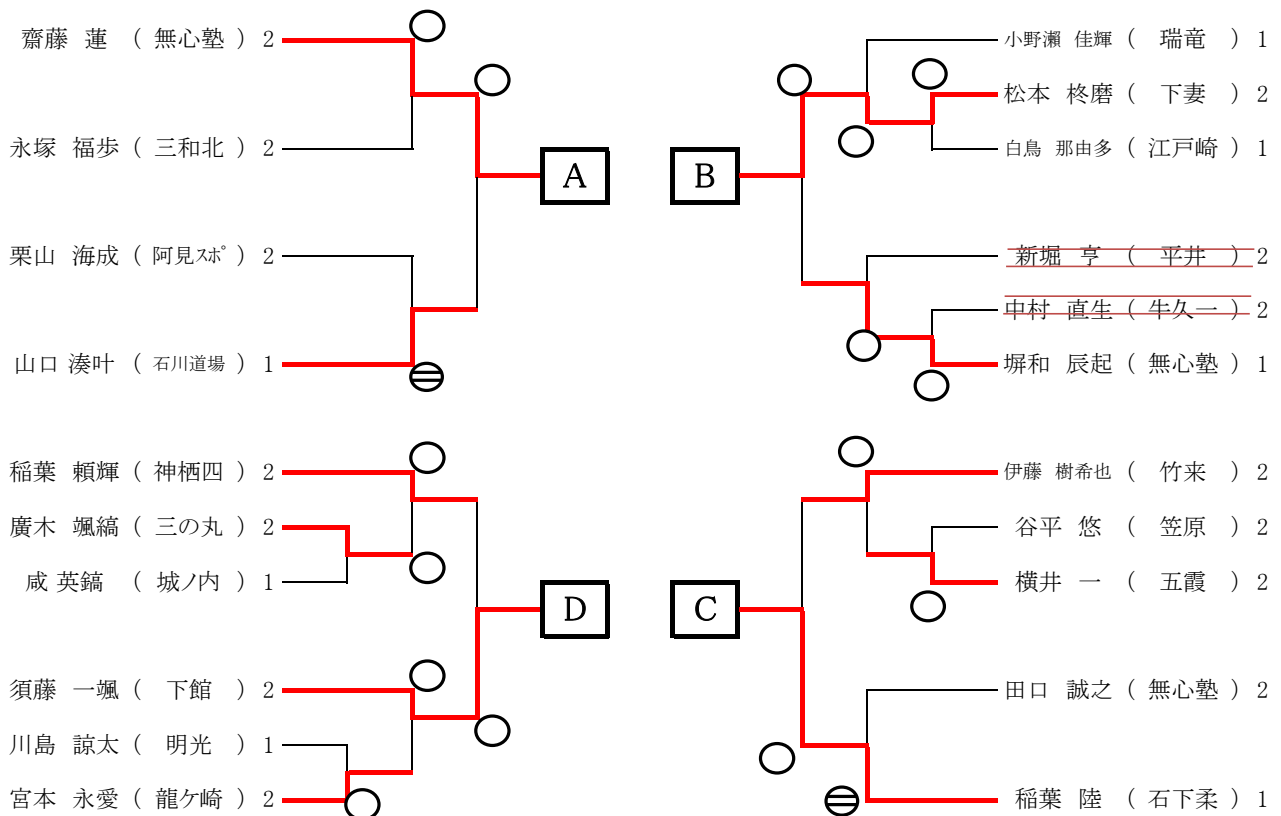 齋藤 蓮 ( 無心塾 ) 2
永塚 福歩 ( 三和北 ) 2
A
栗山 海成 ( 阿見スポ ) 2
山口 湊叶 ( 石川道場 ) 1
小野瀬 佳輝 ( 瑞竜 ) 1
松本 柊磨 ( 下妻 ) 2
白鳥 那由多 ( 江戸崎 ) 1
B
新堀 亨 ( 平井 ) 2
中村 直生 ( 牛久一 ) 2
塀和 辰起 ( 無心塾 ) 1
稲葉 頼輝 ( 神栖四 ) 2
廣木 颯縞 ( 三の丸 ) 2
咸 英鎬 ( 城ノ内 ) 1
D
須藤 一颯 ( 下館 ) 2
川島 諒太 ( 明光 ) 1
宮本 永愛 ( 龍ケ崎 ) 2
伊藤 樹希也 ( 竹来 ) 2
谷平 悠 ( 笠原 ) 2
横井 一 ( 五霞 ) 2
C
田口 誠之 ( 無心塾 ) 2
稲葉 陸 ( 石下柔 ) 1